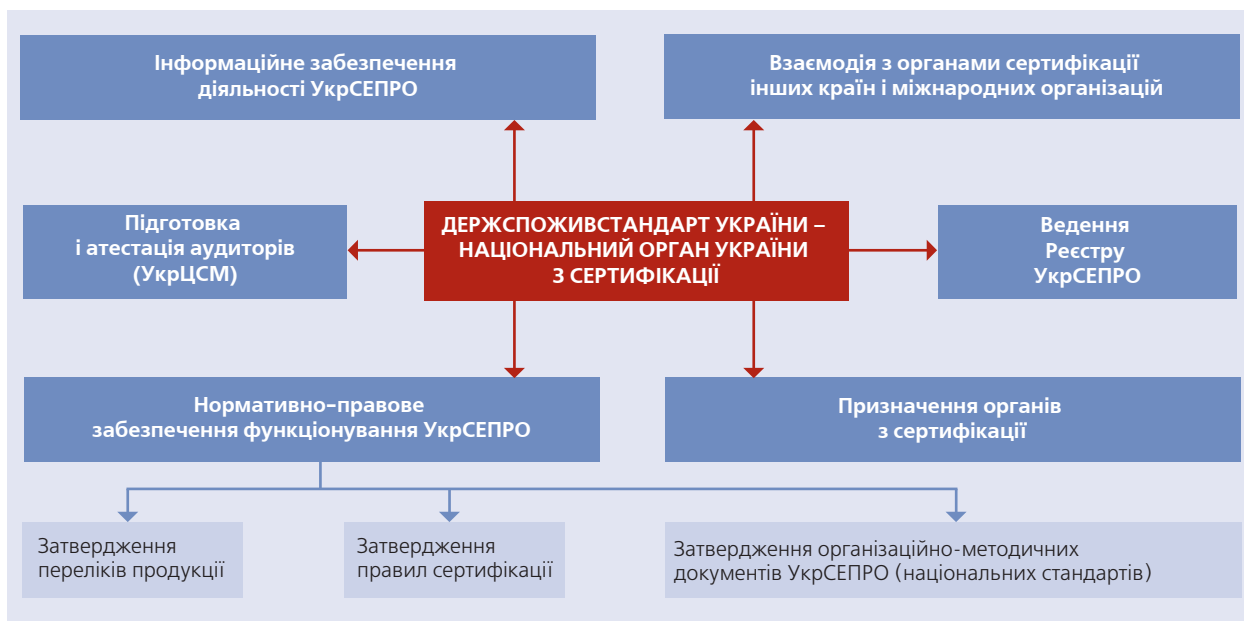 Інформаційне забезпечення
діяльності УкрСЕПРО
Взаємодія з органами сертифікації
інших країн і міжнародних організацій
Підготовка
і атестація аудиторів
(УкрЦСМ)
ДЕРЖСПОЖИВСТАНДАРТ УКРАЇНИ –
НАЦІОНАЛЬНИЙ ОРГАН УКРАЇНИ
З СЕРТИФІКАЦІЇ
Ведення
Реєстру
УкрСЕПРО
Нормативно-правове
забезпечення функціонування УкрСЕПРО
Призначення органів
з сертифікації
Затвердження
переліків продукції
Затвердження
правил сертифікації
Затвердження організаційно-методичних
документів УкрСЕПРО (національних стандартів)